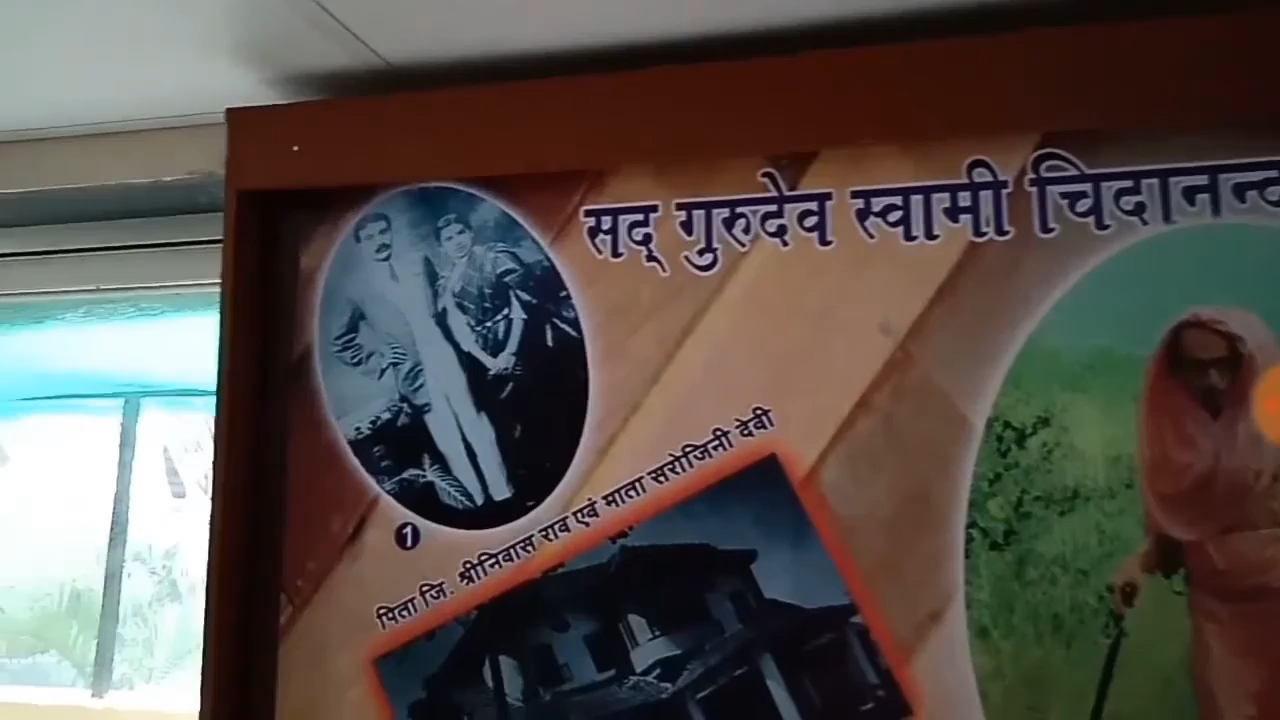 सद् गुरुदेव स्वामी चिदानन्द
1
पिता जि. श्रीनिवास राव एवं माता सरोजिनी देवी